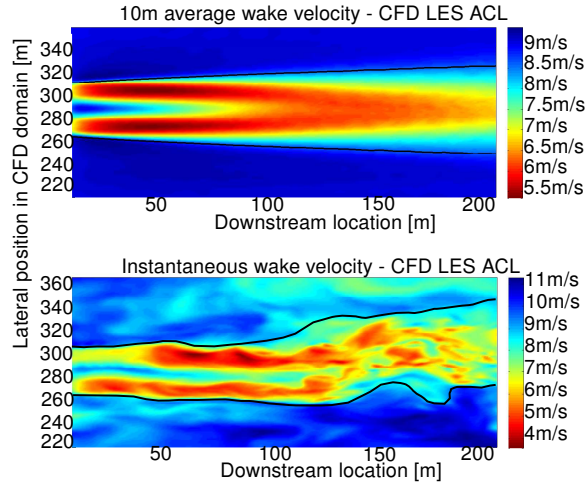 10m average wake velocity - CFD LES ACL
Lateral position in CFD domain [m]
340
320
300
280
260
240
220
50
100
150
200
Downstream location [m]
9m/s
8.5m/s
8m/s
7.5m/s
7m/s
6.5m/s
6m/s
5.5m/s
Instantaneous wake velocity - CFD LES ACL
360
340
320
300
280
260
240
220
50
100
150
200
Downstream location [m]
11m/s
10m/s
9m/s
8m/s
7m/s
6m/s
5m/s
4m/s